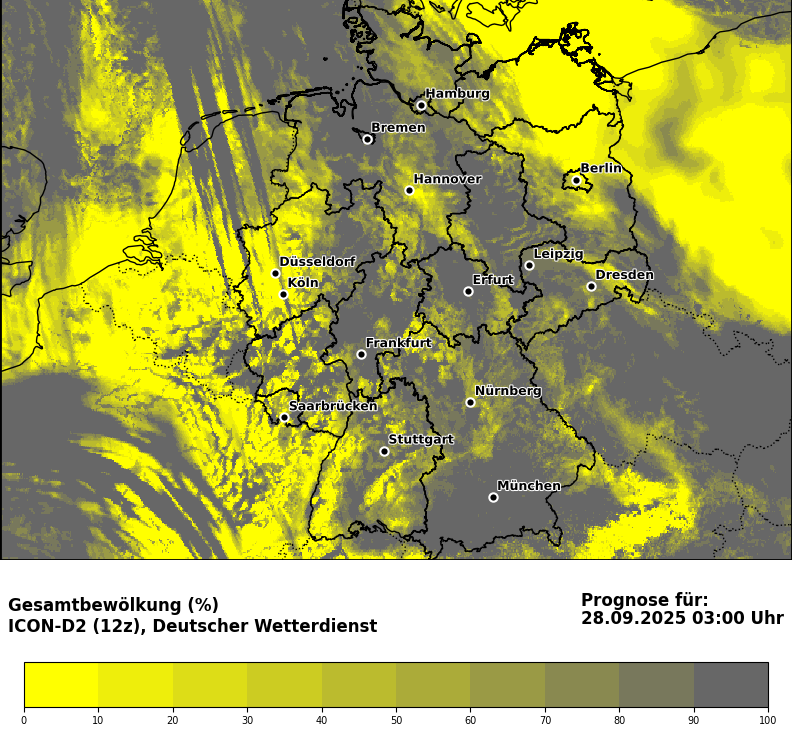 Hamburg
Bremen
Berlin
Hannover
Düsseldorf
Leipzig
Köln
Erfurt
Dresden
Frankfurt
Nürnberg
Saarbrücken
Stuttgart
München
Gesamtbewölkung (%)
ICON-D2 (12z), Deutscher Wetterdienst
Prognose für:
28.09.2025 03:00 Uhr
0 10 20 30 40 50 60 70 80 90 100